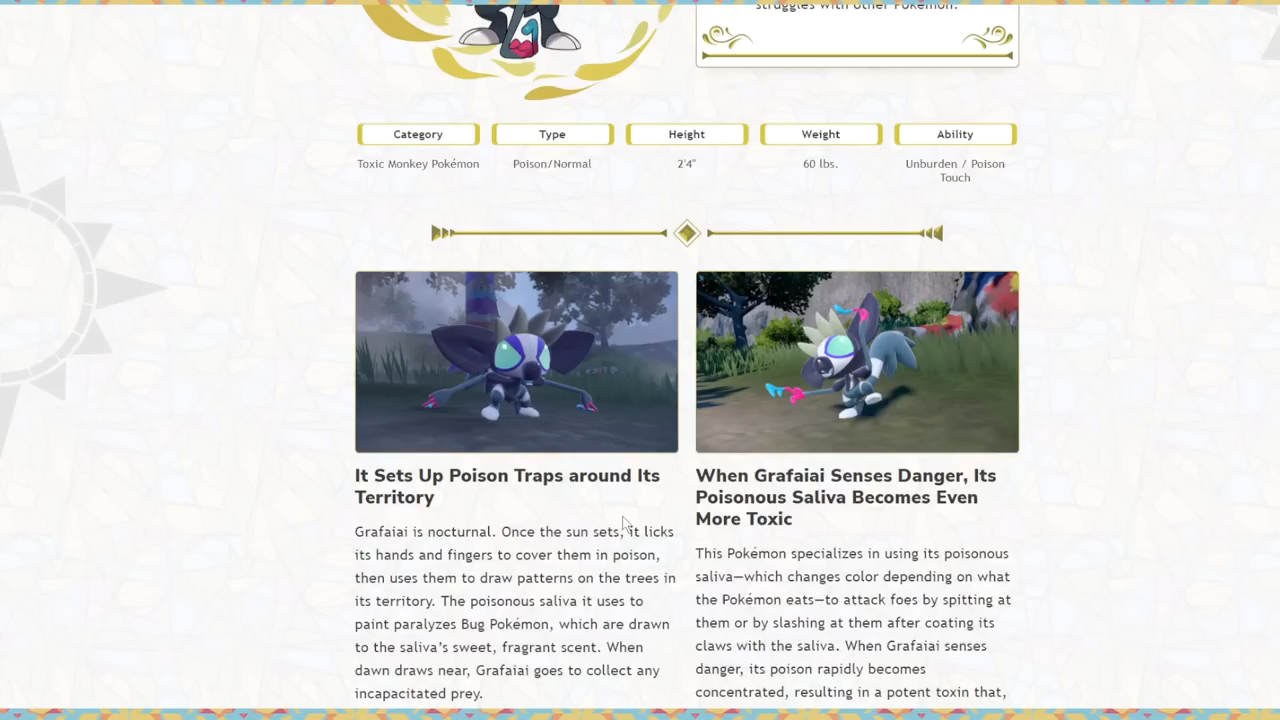 struggles with other Pokémon.
Category
Type
Height
Weight
Ability
Toxic Monkey Pokémon
Poison/Normal
2'4"
60 lbs.
Unburden / Poison
Touch
It Sets Up Poison Traps around Its
Territory
Grafaiai is nocturnal. Once the sun sets, it licks
its hands and fingers to cover them in poison,
then uses them to draw patterns on the trees in
its territory. The poisonous saliva it uses to
paint paralyzes Bug Pokémon, which are drawn
to the saliva’s sweet, fragrant scent. When
dawn draws near, Grafaiai goes to collect any
incapacitated prey.
When Grafaiai Senses Danger, Its
Poisonous Saliva Becomes Even
More Toxic
This Pokémon specializes in using its poisonous
saliva—which changes color depending on what
the Pokémon eats—to attack foes by spitting at
them or by slashing at them after coating its
claws with the saliva. When Grafaiai senses
danger, its poison rapidly becomes
concentrated, resulting in a potent toxin that,